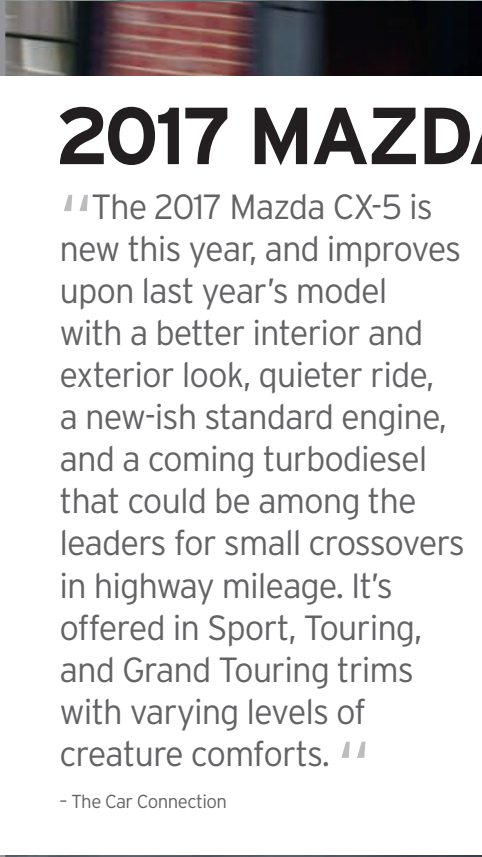 2017 MAZDA
"The 2017 Mazda CX-5 is
new this year, and improves
upon last year's model
with a better interior and
exterior look, quieter ride,
a new-ish standard engine,
and a coming turbodiesel
that could be among the
leaders for small crossovers
in highway mileage. It's
offered in Sport, Touring,
and Grand Touring trims
with varying levels of
creature comforts. "
– The Car Connection